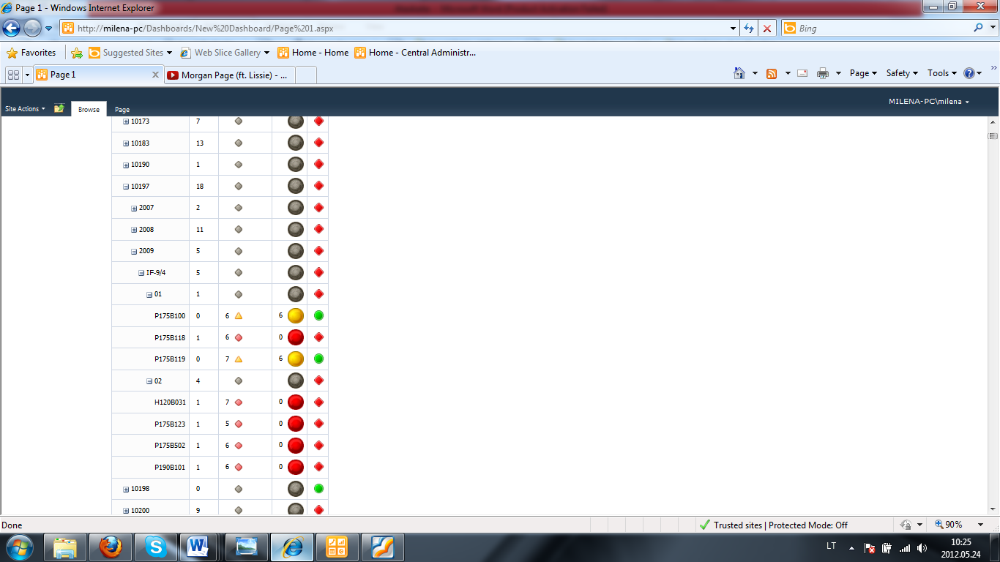 Page 1 - Windows Internet Explorer
http://milena-pc/Dashboards/New%20Dashboard/Page%201.aspx
Bing
Favorites
Suggested Sites
Web Slice Gallery
Home - Home
Home - Central Administr...
Page 1
Morgan Page (ft. Lissie) - ...
Page
Safety
Tools
Site Actions
Browse
Page
MILENA-PC\milena
10173 7
10183 13
10190 1
10197 18
2007 2
2008 11
2009 5
IF-9/4 5
01 1
P175B100 0 6 6
P175B118 1 6 0
P175B119 0 7 6
02 4
H120B031 1 7 0
P175B123 1 5 0
P175B502 1 6 0
P190B101 1 6 0
10198 0
10200 9
Done
Trusted sites | Protected Mode: Off
90%
LT
10:25
2012.05.24